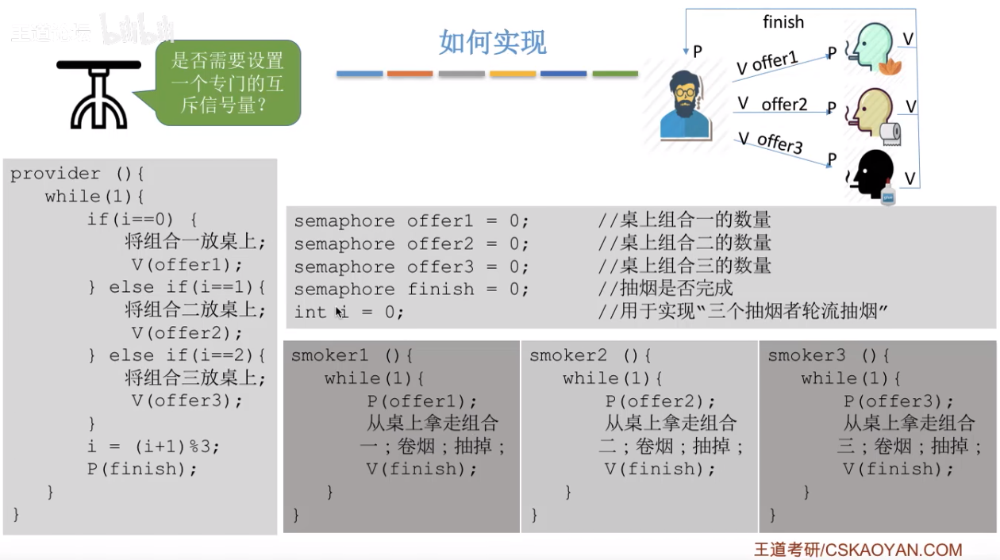 王道论坛 bilibili
如何实现
是否需要设置
一个专门的互
斥信号量？
finish
P
V offer1 P V
V offer2 P V
V offer3 P V
provider (){
while(1){
if(i==0) {
将组合一放桌上;
V(offer1);
} else if(i==1){
将组合二放桌上;
V(offer2);
} else if(i==2){
将组合三放桌上;
V(offer3);
}
i = (i+1)%3;
P(finish);
}
}
semaphore offer1 = 0; //桌上组合一的数量
semaphore offer2 = 0; //桌上组合二的数量
semaphore offer3 = 0; //桌上组合三的数量
semaphore finish = 0; //抽烟是否完成
int i = 0; //用于实现“三个抽烟者轮流抽烟”
smoker1 (){
while(1){
P(offer1);
从桌上拿走组合
一；卷烟；抽掉；
V(finish);
}
}
smoker2 (){
while(1){
P(offer2);
从桌上拿走组合
二；卷烟；抽掉；
V(finish);
}
}
smoker3 (){
while(1){
P(offer3);
从桌上拿走组合
三；卷烟；抽掉；
V(finish);
}
}
王道考研/CSKAOYAN.COM